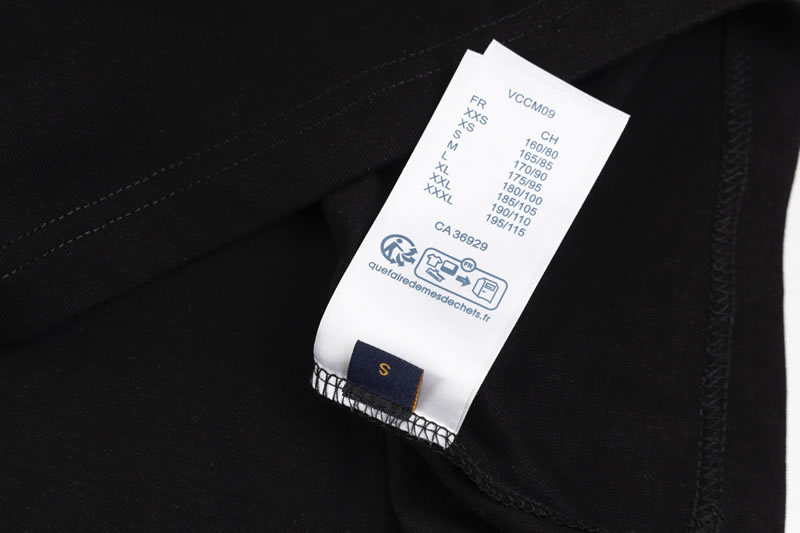 VCCM09
FR CH
XXS 160/80
XS 165/85
S 170/90
M 175/95
L 180/100
XL 185/105
XXL 190/110
XXXL 195/115
CA 36929
FR
quefairedemesdechets.fr
S